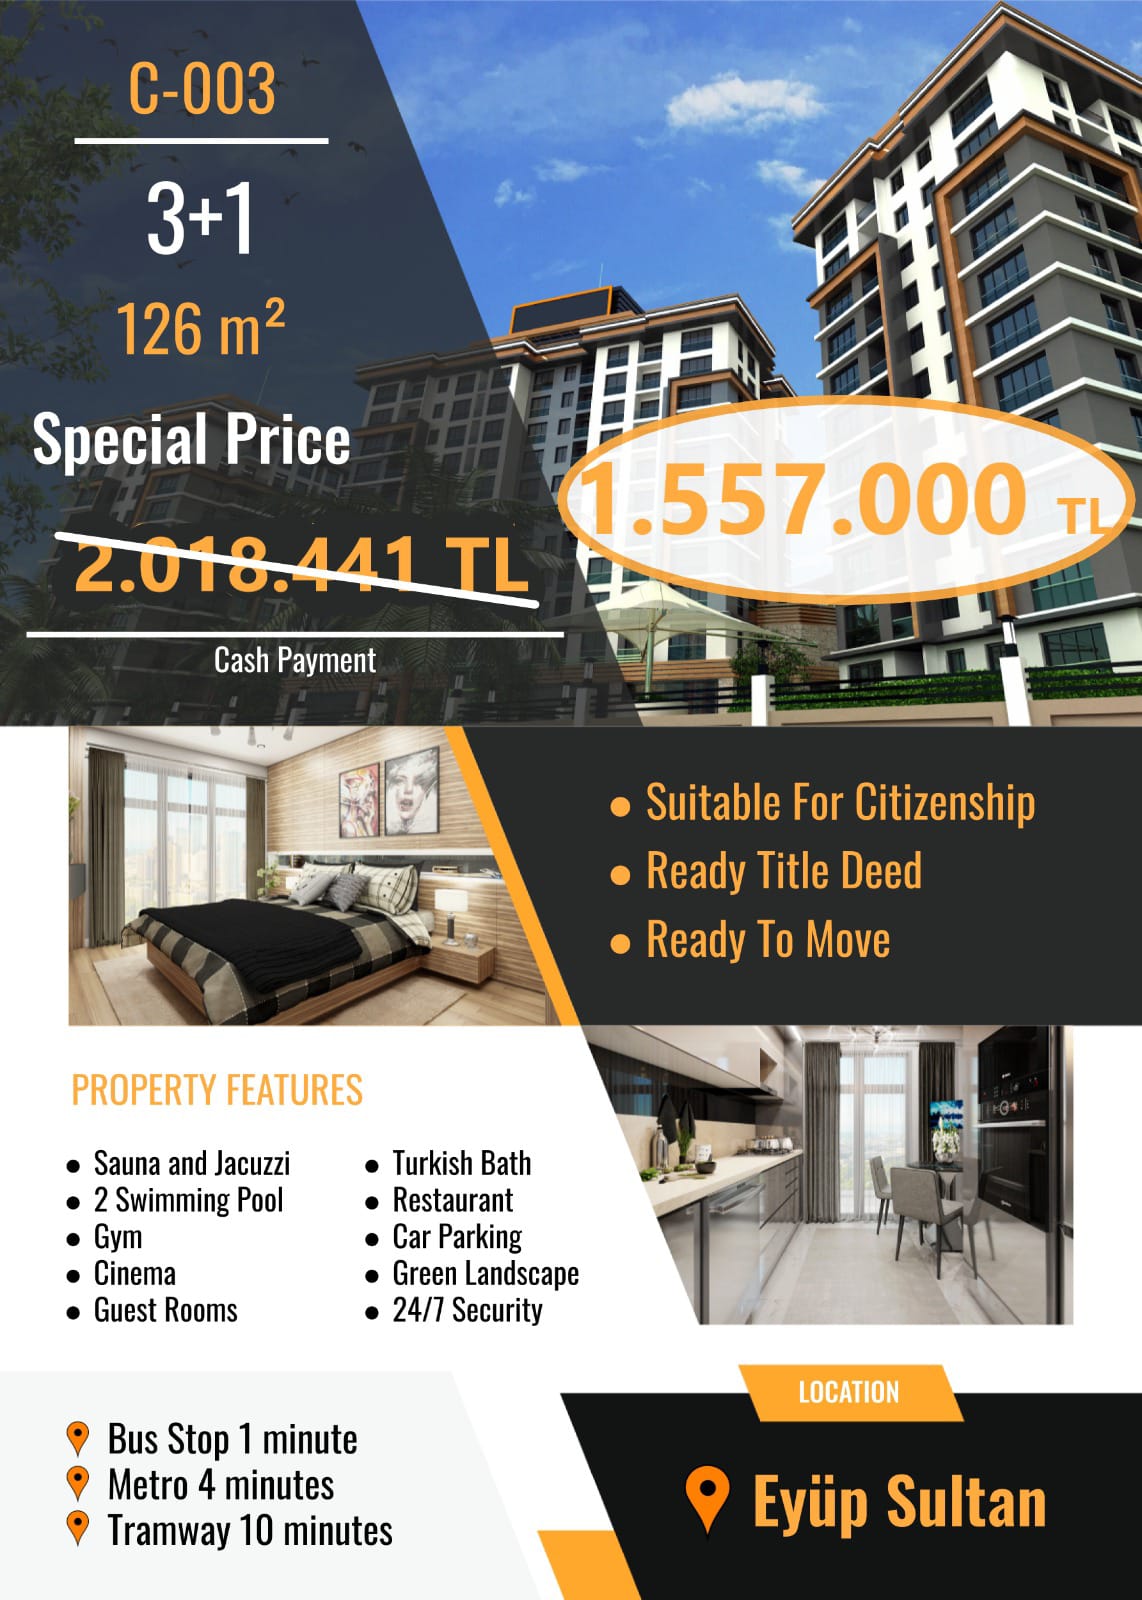 C-003
3+1
126 m²
Special Price
2.018.441 TL
1.557.000 TL
Cash Payment
Suitable For Citizenship
Ready Title Deed
Ready To Move
PROPERTY FEATURES
Sauna and Jacuzzi
2 Swimming Pool
Gym
Cinema
Guest Rooms
Turkish Bath
Restaurant
Car Parking
Green Landscape
24/7 Security
Bus Stop 1 minute
Metro 4 minutes
Tramway 10 minutes
LOCATION
Eyüp Sultan